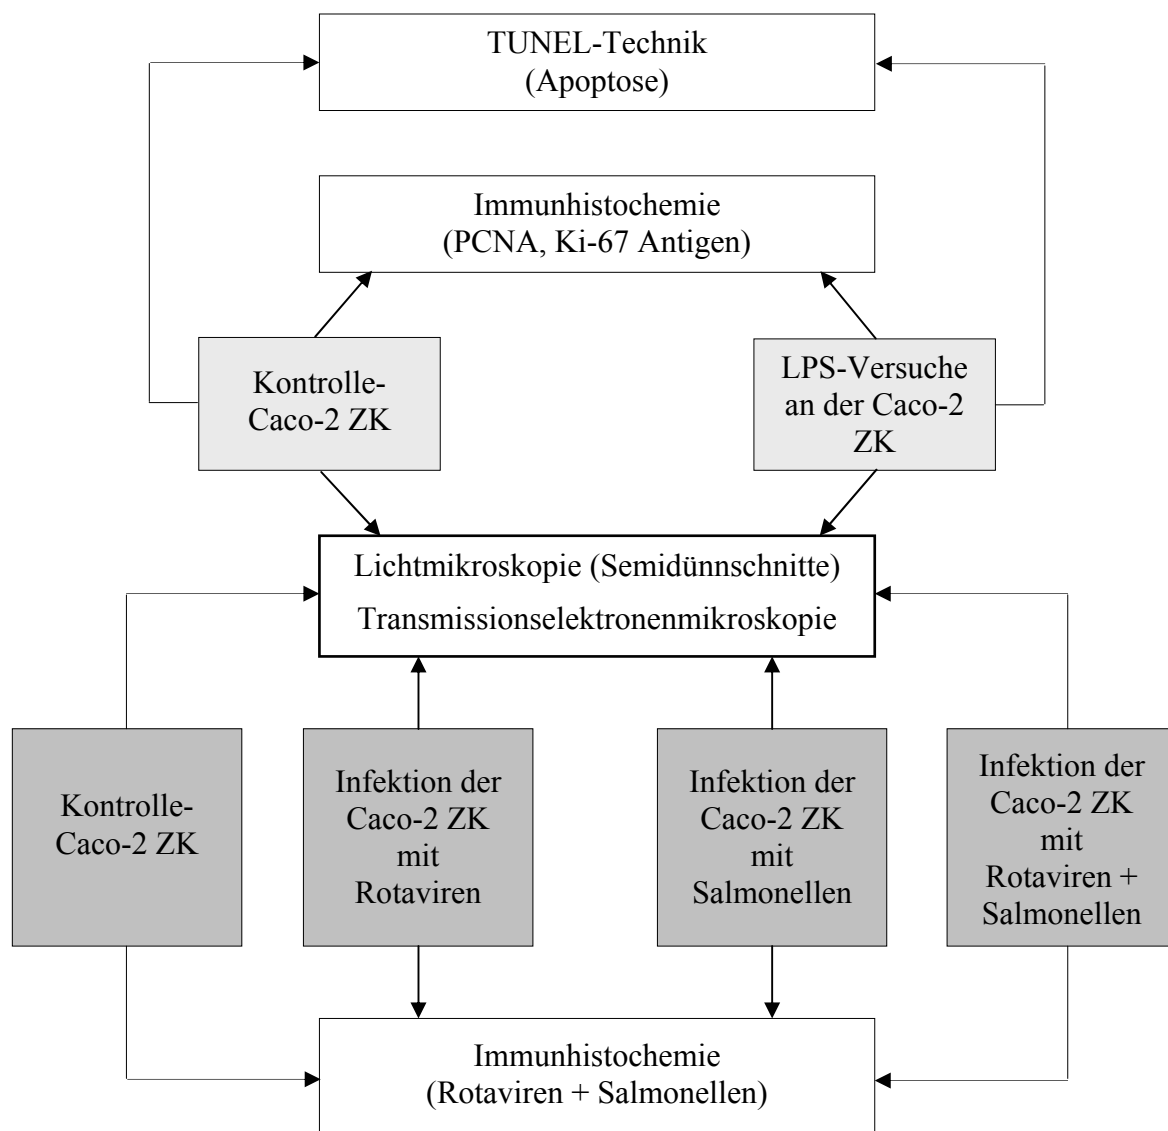 TUNEL-Technik
(Apoptose)
Immunhistochemie
(PCNA, Ki-67 Antigen)
Kontrolle-
Caco-2 ZK
LPS-Versuche
an der Caco-2
ZK
Lichtmikroskopie (Semidünnschnitte)
Transmissionselektronenmikroskopie
Kontrolle-
Caco-2 ZK
Infektion der
Caco-2 ZK
mit
Rotaviren
Infektion der
Caco-2 ZK
mit
Salmonellen
Infektion der
Caco-2 ZK
mit
Rotaviren +
Salmonellen
Immunhistochemie
(Rotaviren + Salmonellen)